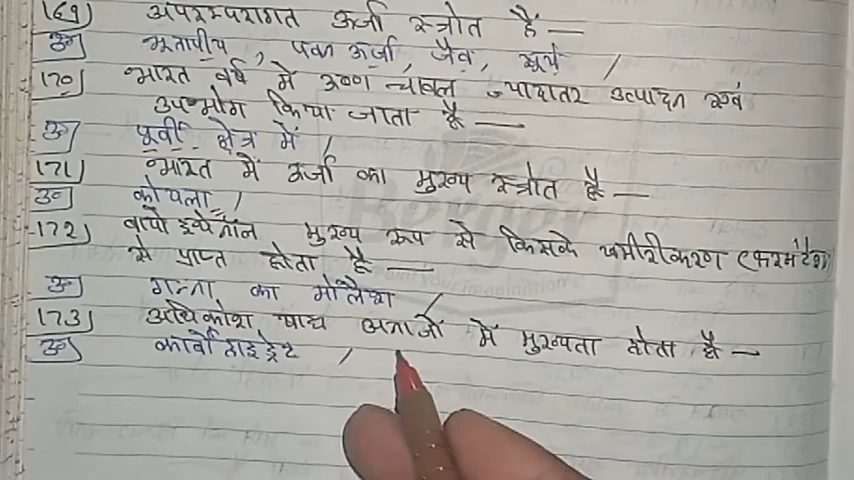 169) अपरम्परागत ऊर्जा स्त्रोत हैं —
उ० भूतापीय, पवन ऊर्जा, जैव, सूर्य /
170) भारत वर्ष में उष्ण चावल ज्यादातर उत्पादन एवं
उपभोग किया जाता है —
उ० पूर्वी क्षेत्र में /
171) भारत में ऊर्जा का मुख्य स्त्रोत है —
उ० कोयला /
172) बायो इथेनॉल मुख्य रूप से किसके खमीरीकरण (फरमेंटेशन)
से प्राप्त होता है —
उ० गन्ना का मोलैसा /
173) अधिकांश खाद्य अनाजों में मुख्यता होता है —
उ० कार्बोहाइड्रेट /
Berger